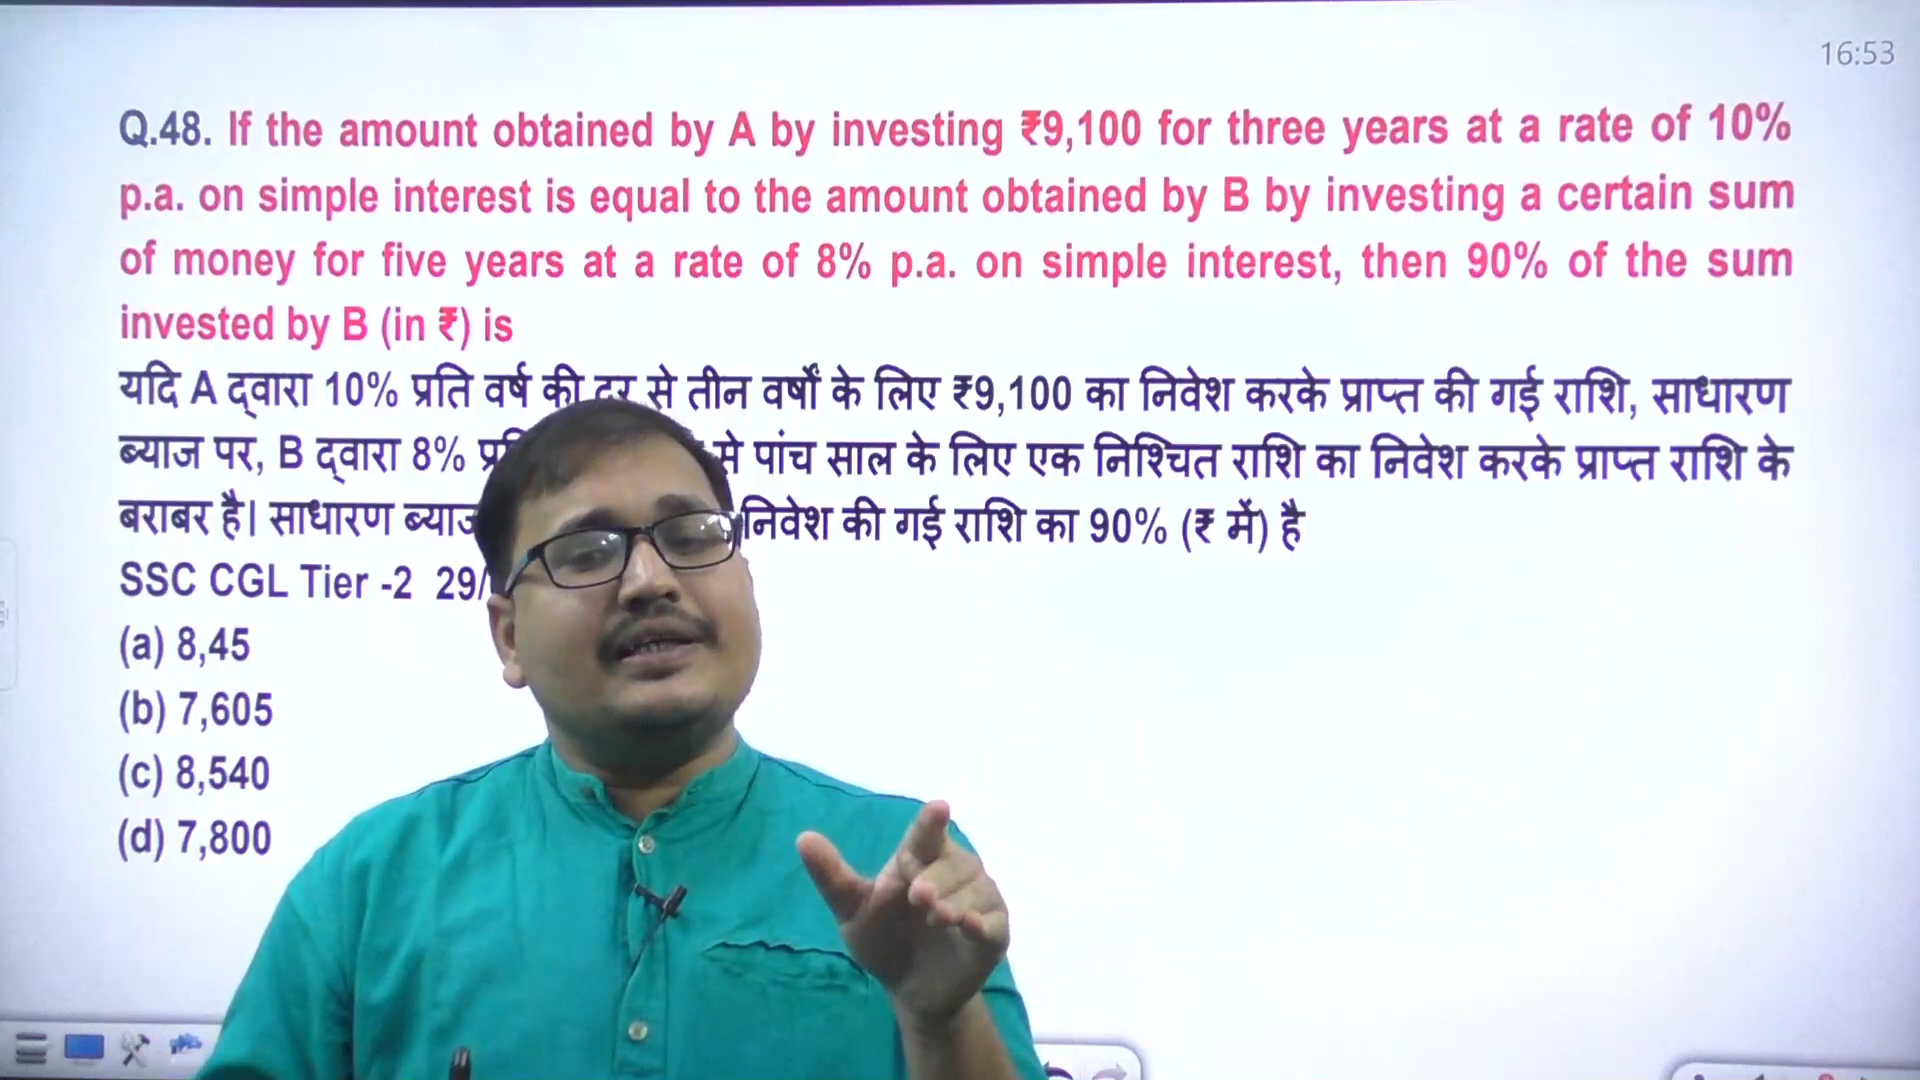 16:53
Q.48. If the amount obtained by A by investing ₹9,100 for three years at a rate of 10%
p.a. on simple interest is equal to the amount obtained by B by investing a certain sum
of money for five years at a rate of 8% p.a. on simple interest, then 90% of the sum
invested by B (in ₹) is
यदि A द्वारा 10% प्रति वर्ष की दर से तीन वर्षों के लिए ₹9,100 का निवेश करके प्राप्त की गई राशि, साधारण
ब्याज पर, B द्वारा 8% से पांच साल के लिए एक निश्चित राशि का निवेश करके प्राप्त राशि के
बराबर है। साधारण ब्याज निवेश की गई राशि का 90% (₹ में) है
SSC CGL Tier -2 29/
(a) 8,45
(b) 7,605
(c) 8,540
(d) 7,800